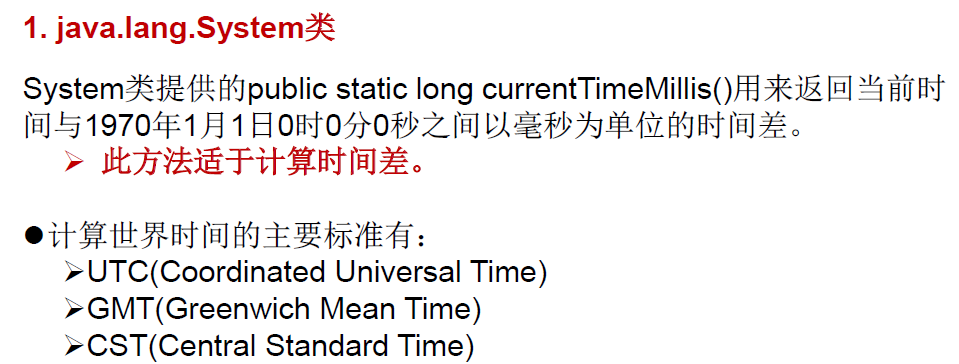 1. java.lang.System类
System类提供的public static long currentTimeMillis()用来返回当前时
间与1970年1月1日0时0分0秒之间以毫秒为单位的时间差。
➢ 此方法适于计算时间差。
●计算世界时间的主要标准有：
➢UTC(Coordinated Universal Time)
➢GMT(Greenwich Mean Time)
➢CST(Central Standard Time)